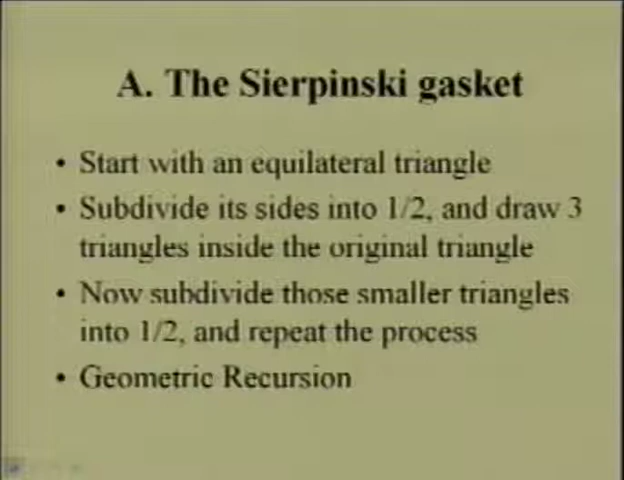 A. The Sierpinski gasket
• Start with an equilateral triangle
• Subdivide its sides into 1/2, and draw 3
triangles inside the original triangle
• Now subdivide those smaller triangles
into 1/2, and repeat the process
• Geometric Recursion